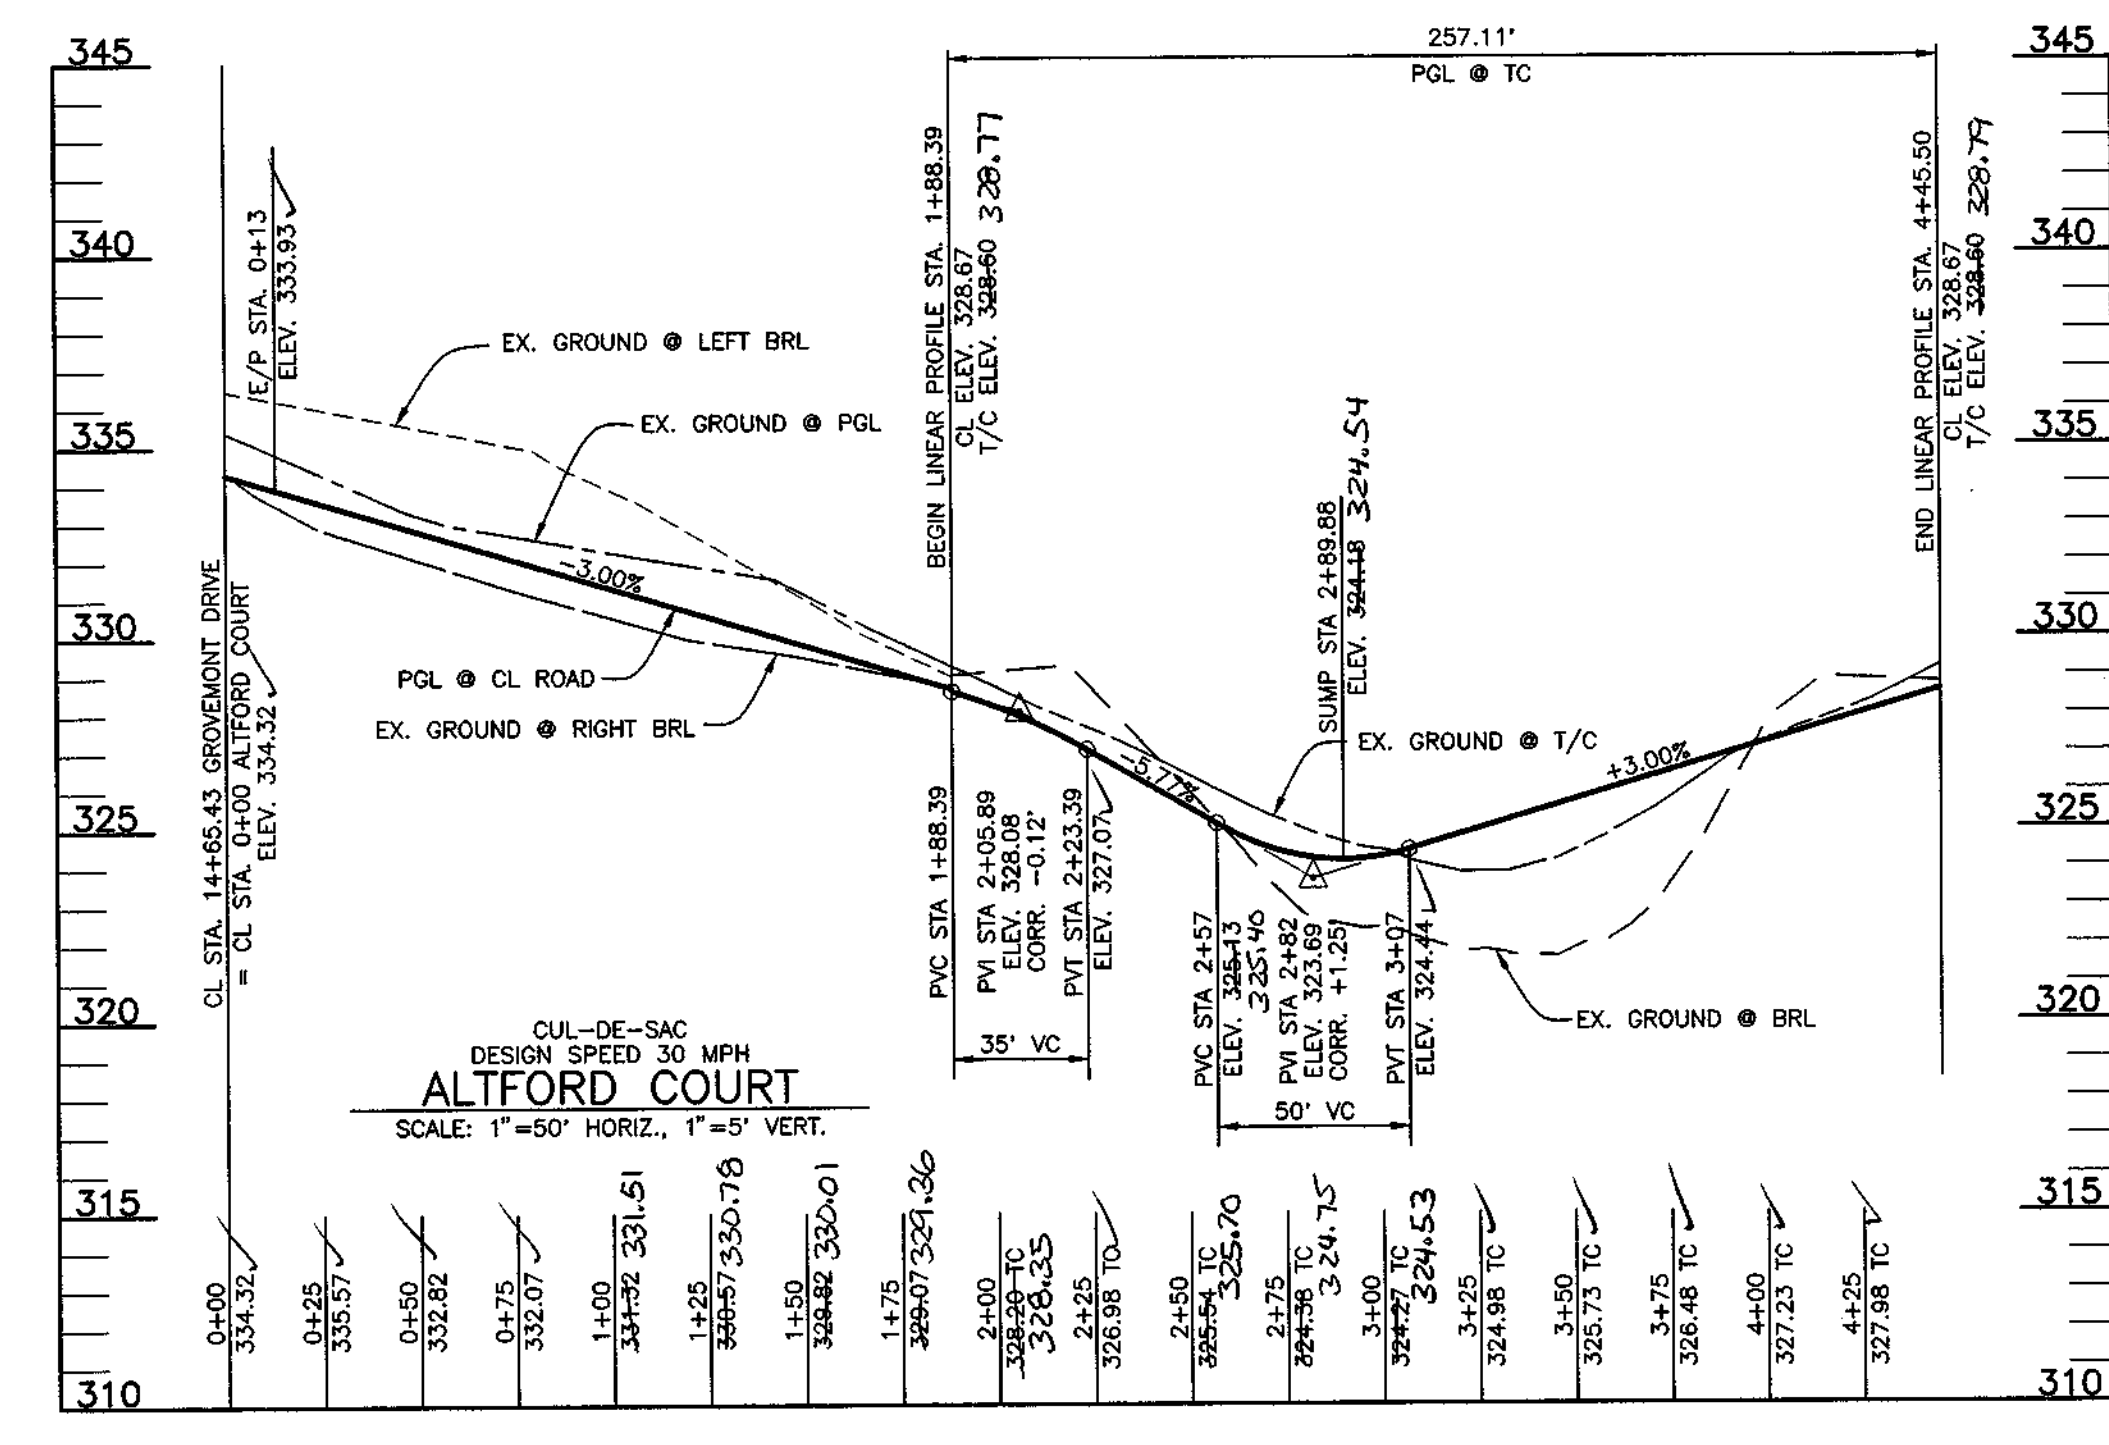 257.11'
PGL @ TC
345
345
340
340
335
335
330
330
325
325
320
320
315
315
310
310
E/P STA. 0+13
ELEV. 333.93
EX. GROUND @ LEFT BRL
EX. GROUND @ PGL
-3.00%
PGL @ CL ROAD
EX. GROUND @ RIGHT BRL
CL STA. 14+65.43 GROVEMONT DRIVE
= CL STA. 0+00 ALTFORD COURT
ELEV. 334.32
BEGIN LINEAR PROFILE STA. 1+88.39
CL ELEV. 328.67
T/C ELEV. 328.60 328.77
SUMP STA 2+89.88
ELEV. 324.18 324.54
END LINEAR PROFILE STA. 4+45.50
CL ELEV. 328.67
T/C ELEV. 328.60 328.79
EX. GROUND @ T/C
-5.77%
+3.00%
EX. GROUND @ BRL
PVC STA 1+88.39
PVI STA 2+05.89
ELEV. 328.08
CORR. -0.12'
PVT STA 2+23.39
ELEV. 327.07
35' VC
PVC STA 2+57
ELEV. 325.13
325.40
PVI STA 2+82
ELEV. 323.69
CORR. +1.25'
PVT STA 3+07
ELEV. 324.44
50' VC
CUL-DE-SAC
DESIGN SPEED 30 MPH
ALTFORD COURT
SCALE: 1"=50' HORIZ., 1"=5' VERT.
0+00
334.32
0+25
335.57
0+50
332.82
0+75
332.07
1+00
331.32 331.51
1+25
330.57 330.78
1+50
329.82 330.01
1+75
329.07 329.36
2+00
328.20 TC
328.35
2+25
326.98 TC
2+50
325.54 TC
325.70
2+75
324.38 TC
324.75
3+00
324.27 TC
324.53
3+25
324.98 TC
3+50
325.73 TC
3+75
326.48 TC
4+00
327.23 TC
4+25
327.98 TC